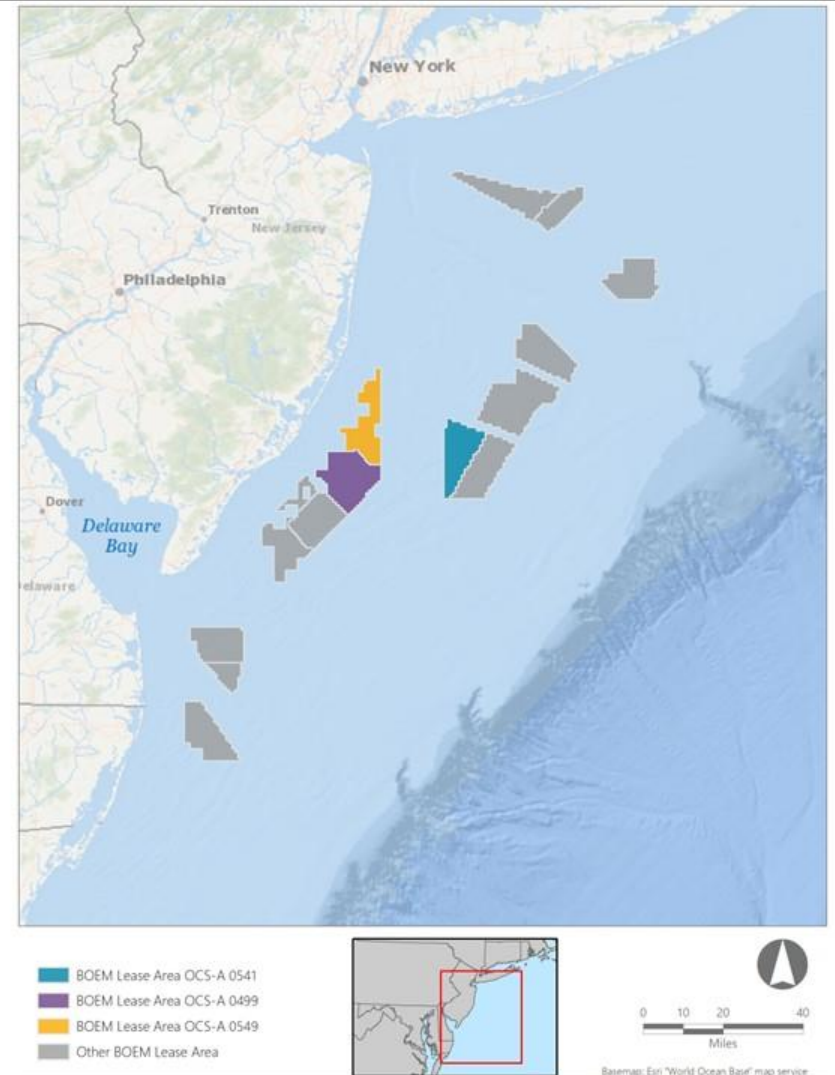 New York
Trenton
New Jersey
Philadelphia
Dover
Delaware
Bay
elaware
BOEM Lease Area OCS-A 0541
BOEM Lease Area OCS-A 0499
BOEM Lease Area OCS-A 0549
Other BOEM Lease Area
0 10 20 40
Miles
Basemap: Esri "World Ocean Base" map service